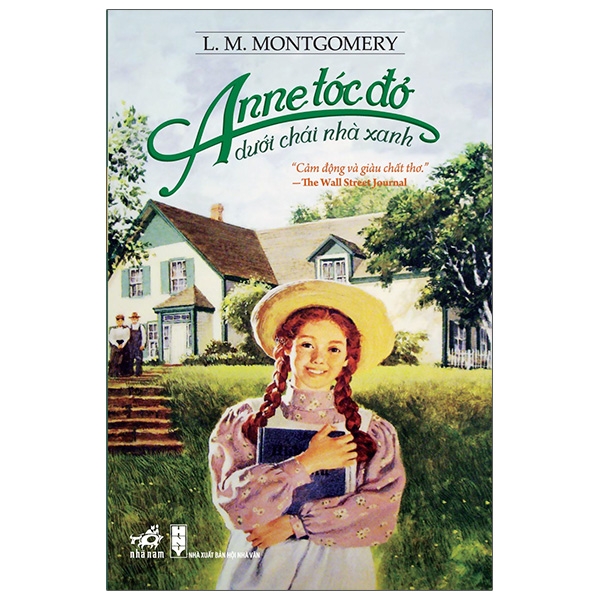 L. M. MONTGOMERY
Anne tóc đỏ
dưới chái nhà xanh
“Cảm động và giàu chất thơ.”
—The Wall Street Journal
nhã nam
NHÀ XUẤT BẢN HỘI NHÀ VĂN